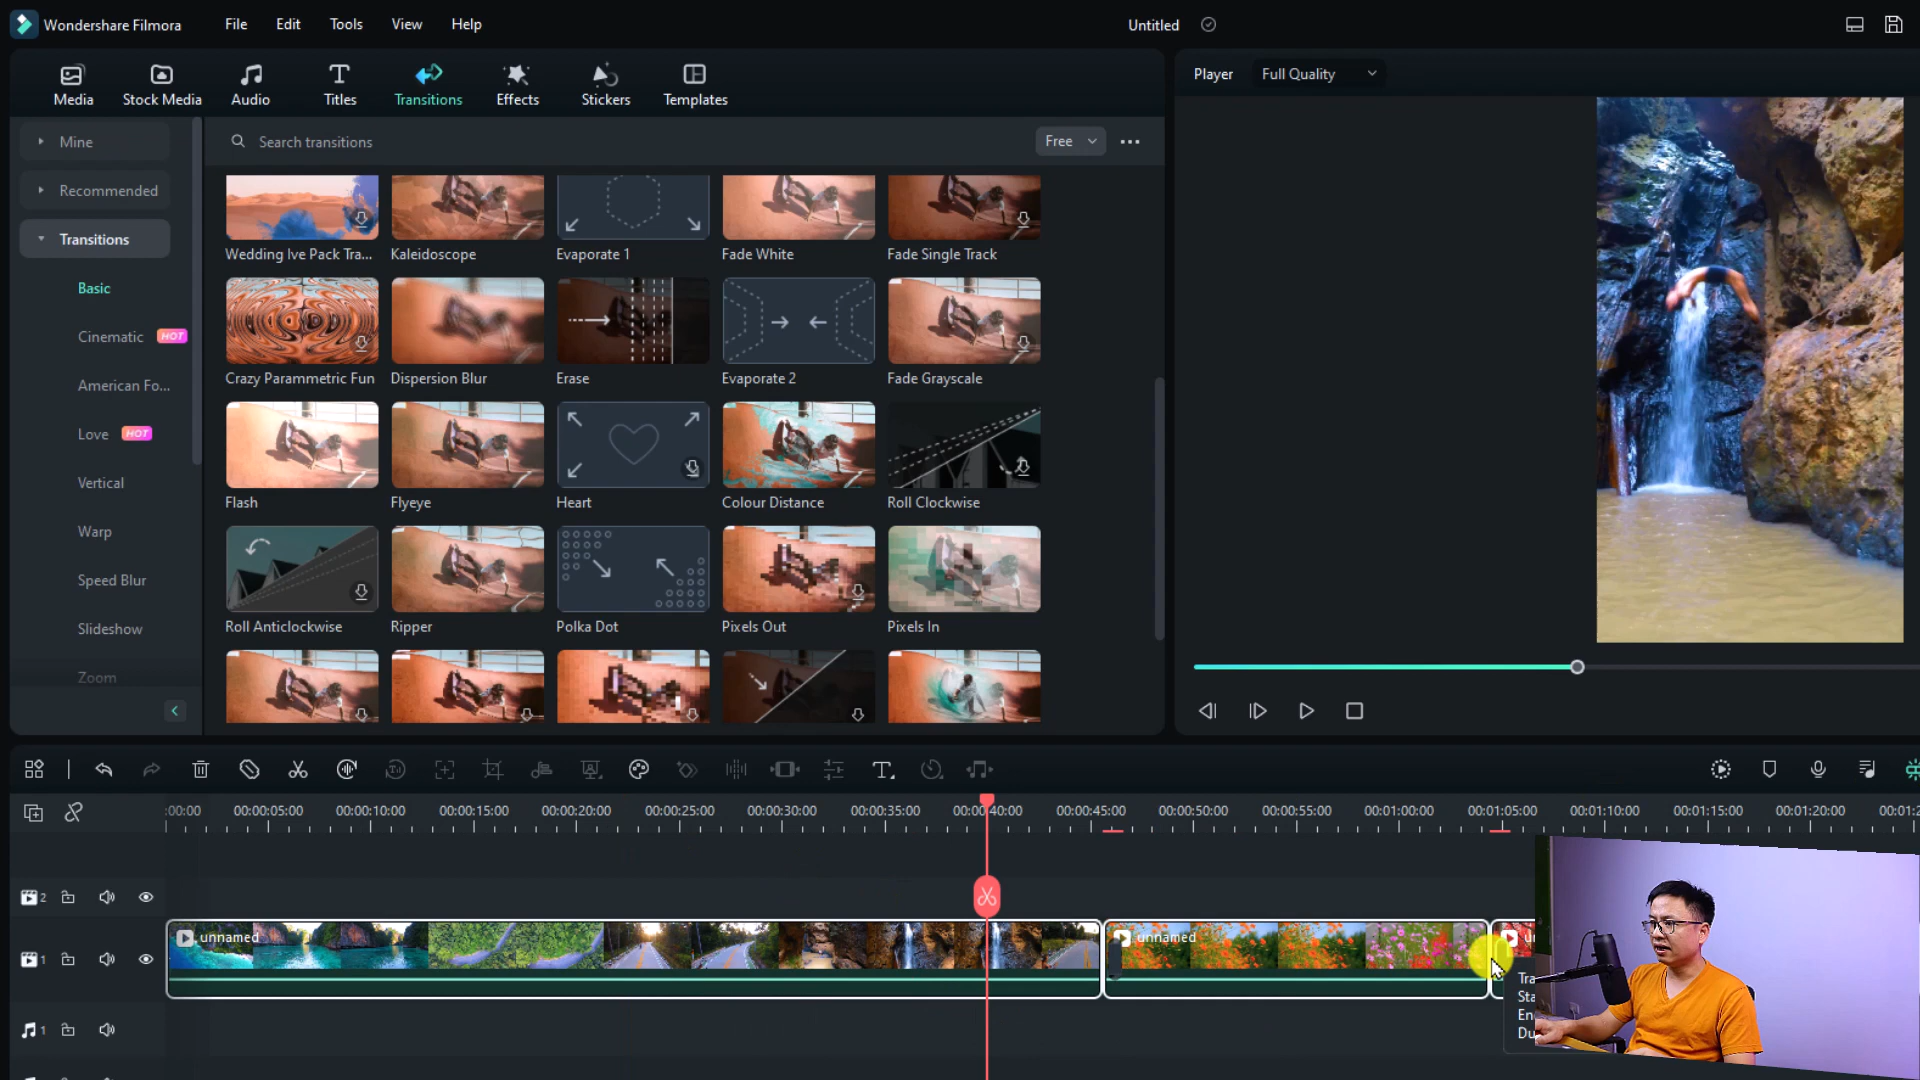 Wondershare Filmora
File
Edit
Tools
View
Help
Untitled
Media
Stock Media
Audio
Titles
Transitions
Effects
Stickers
Templates
Player
Full Quality
Mine
Recommended
Transitions
Basic
Cinematic HOT
American Fo...
Love HOT
Vertical
Warp
Speed Blur
Slideshow
Zoom
Search transitions
Free
Wedding Ive Pack Tra...
Kaleidoscope
Evaporate 1
Fade White
Fade Single Track
Crazy Parammetric Fun
Dispersion Blur
Erase
Evaporate 2
Fade Grayscale
Flash
Flyeye
Heart
Colour Distance
Roll Clockwise
Roll Anticlockwise
Ripper
Polka Dot
Pixels Out
Pixels In
:00:00
00:00:05:00
00:00:10:00
00:00:15:00
00:00:20:00
00:00:25:00
00:00:30:00
00:00:35:00
00:00:40:00
00:00:45:00
00:00:50:00
00:00:55:00
00:01:00:00
00:01:05:00
00:01:10:00
00:01:15:00
00:01:20:00
00:01:2
2
unnamed
unnamed
1
Tra
Sta
En
Du
1